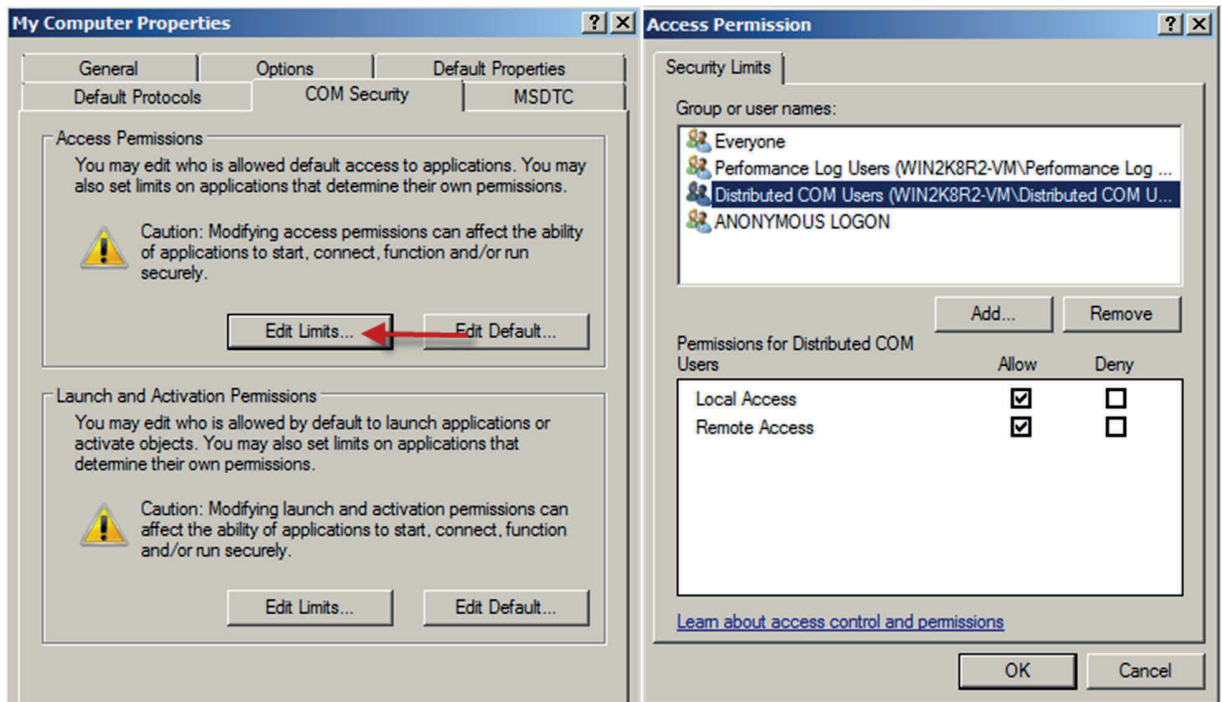 My Computer Properties
General
Options
Default Properties
Default Protocols
COM Security
MSDTC
Access Permissions
You may edit who is allowed default access to applications. You may
also set limits on applications that determine their own permissions.
Caution: Modifying access permissions can affect the ability
of applications to start, connect, function and/or run
securely.
Edit Limits...
Edit Default...
Launch and Activation Permissions
You may edit who is allowed by default to launch applications or
activate objects. You may also set limits on applications that
determine their own permissions.
Caution: Modifying launch and activation permissions can
affect the ability of applications to start, connect, function
and/or run securely.
Edit Limits...
Edit Default...
Access Permission
Security Limits
Group or user names:
Everyone
Performance Log Users (WIN2K8R2-VM\Performance Log ...
Distributed COM Users (WIN2K8R2-VM\Distributed COM U...
ANONYMOUS LOGON
Add...
Remove
Permissions for Distributed COM
Users
Allow
Deny
Local Access
Remote Access
Learn about access control and permissions
OK
Cancel